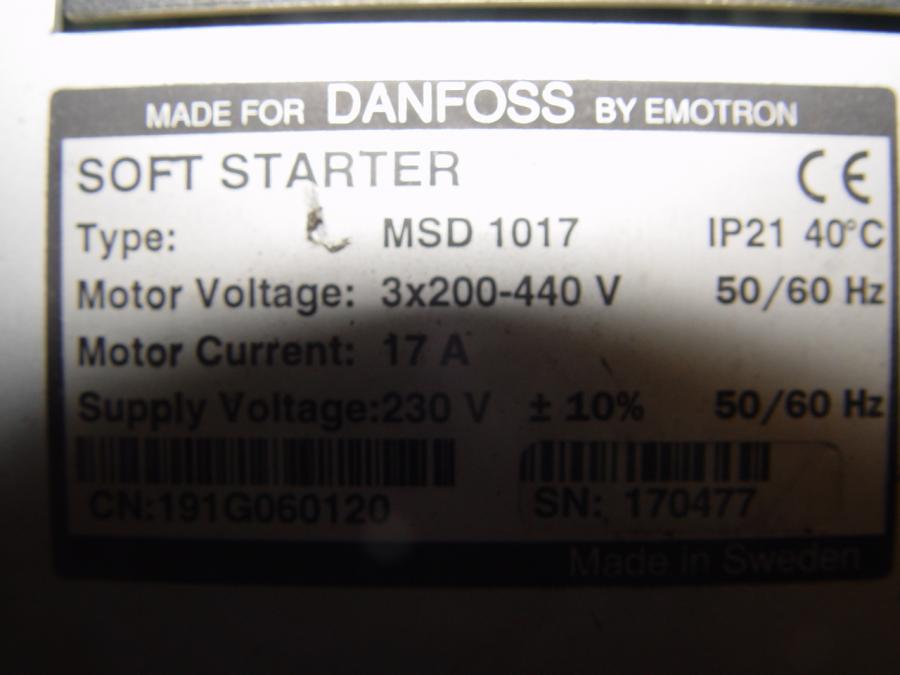 MADE FOR DANFOSS BY EMOTRON
SOFT STARTER CE
Type: MSD 1017 IP21 40°C
Motor Voltage: 3x200-440 V 50/60 Hz
Motor Current: 17 A
Supply Voltage:230 V ± 10% 50/60 Hz
CN:191G060120 SN: 170477
Made in Sweden